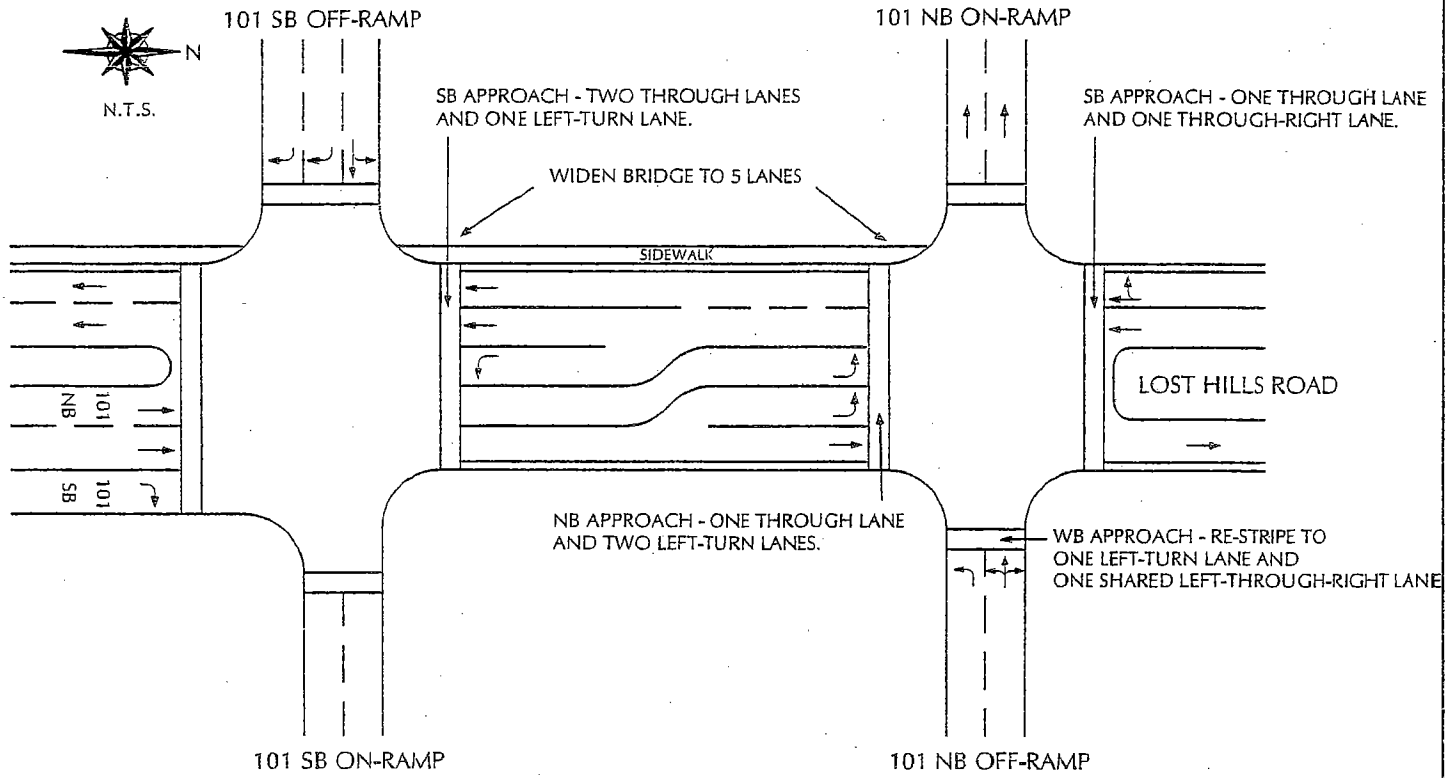 101 SB OFF-RAMP
101 NB ON-RAMP
N
N.T.S.
SB APPROACH - TWO THROUGH LANES
AND ONE LEFT-TURN LANE.
SB APPROACH - ONE THROUGH LANE
AND ONE THROUGH-RIGHT LANE.
WIDEN BRIDGE TO 5 LANES
SIDEWALK
LOST HILLS ROAD
101
NB
101
SB
NB APPROACH - ONE THROUGH LANE
AND TWO LEFT-TURN LANES.
WB APPROACH - RE-STRIPE TO
ONE LEFT-TURN LANE AND
ONE SHARED LEFT-THROUGH-RIGHT LANE
101 SB ON-RAMP
101 NB OFF-RAMP